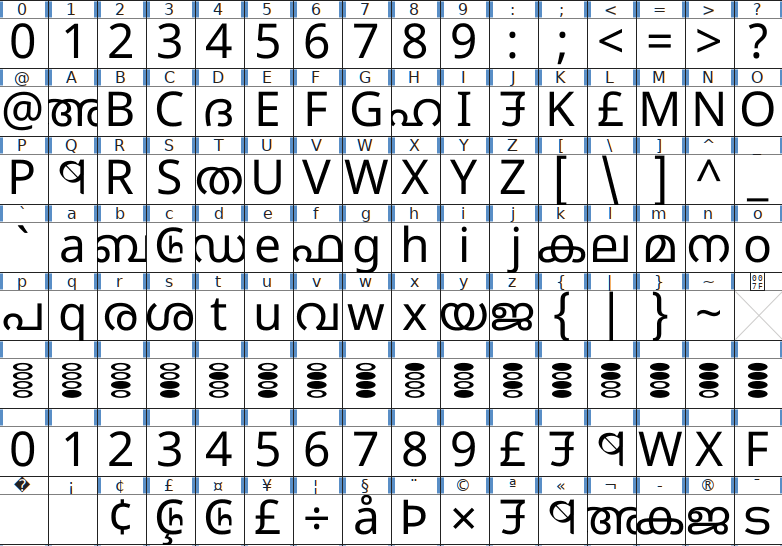 0 1 2 3 4 5 6 7 8 9 : ; < = > ?
0 1 2 3 4 5 6 7 8 9 : ; < = > ?
@ A B C D E F G H I J K L M N O
@ അ B C ദ E F G ഹ I K £ M N O
P Q R S T U V W X Y Z [ \ ] ^ _
P R S ത U V W X Y Z [ \ ] ^ _
` a b c d e f g h i j k l m n o
` a ബ ഡ e ഫ g h i j ക ല മ ന o
p q r s t u v w x y z { | } ~ 007F
പ q ര ശ t u വ w x യ ജ { | } ~
0 1 2 3 4 5 6 7 8 9 £ W X F
� ¡ ¢ £ ¤ ¥ ¦ § ¨ © ª « ¬ - ® ¯
¢ £ ÷ å Þ × അ ക ജ ട